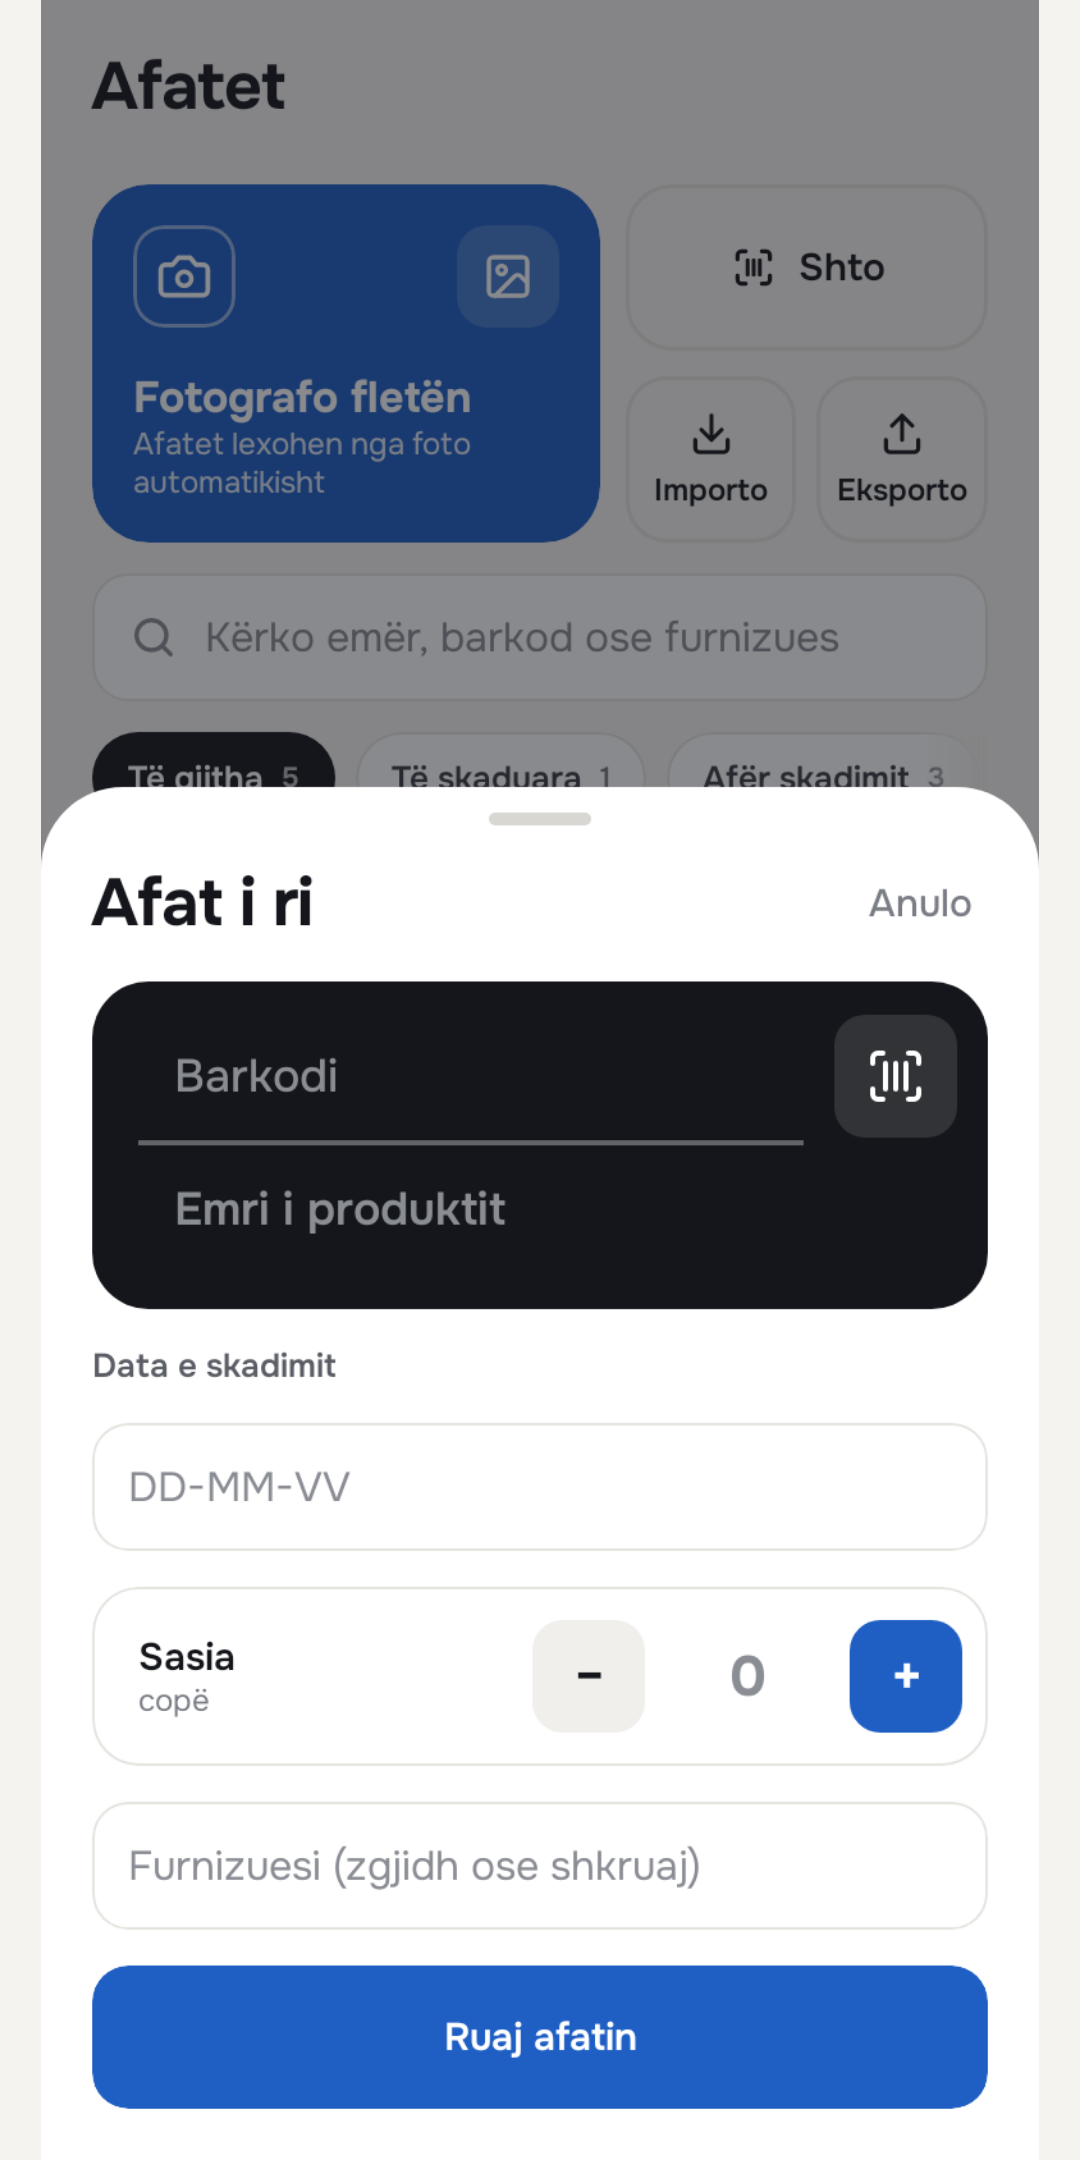 Afatet
Shto
Fotografo fletën
Afatet lexohen nga foto
automatikisht
Importo
Eksporto
Kërko emër, barkod ose furnizues
Të gjitha 5
Të skaduara 1
Afër skadimit 3
Afat i ri
Anulo
Barkodi
Emri i produktit
Data e skadimit
DD-MM-VV
Sasia
copë
− 0 +
Furnizuesi (zgjidh ose shkruaj)
Ruaj afatin